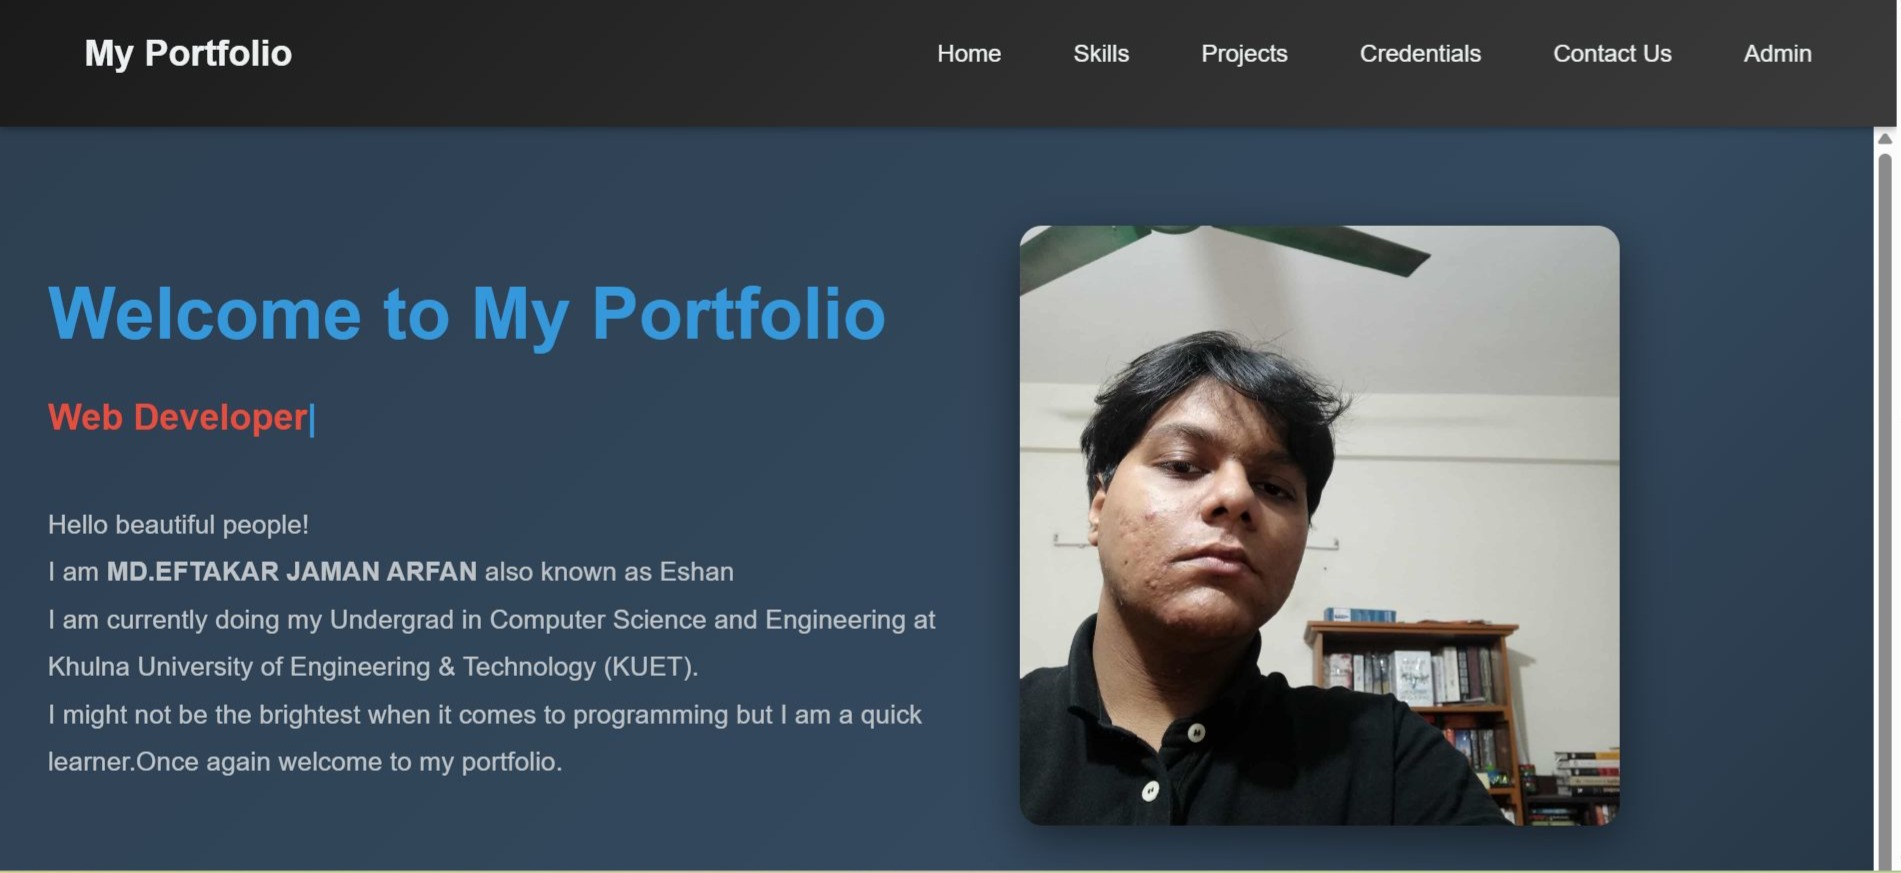 My Portfolio
Home Skills Projects Credentials Contact Us Admin
Welcome to My Portfolio
Web Developer|
Hello beautiful people!
I am MD.EFTAKAR JAMAN ARFAN also known as Eshan
I am currently doing my Undergrad in Computer Science and Engineering at
Khulna University of Engineering & Technology (KUET).
I might not be the brightest when it comes to programming but I am a quick
learner.Once again welcome to my portfolio.